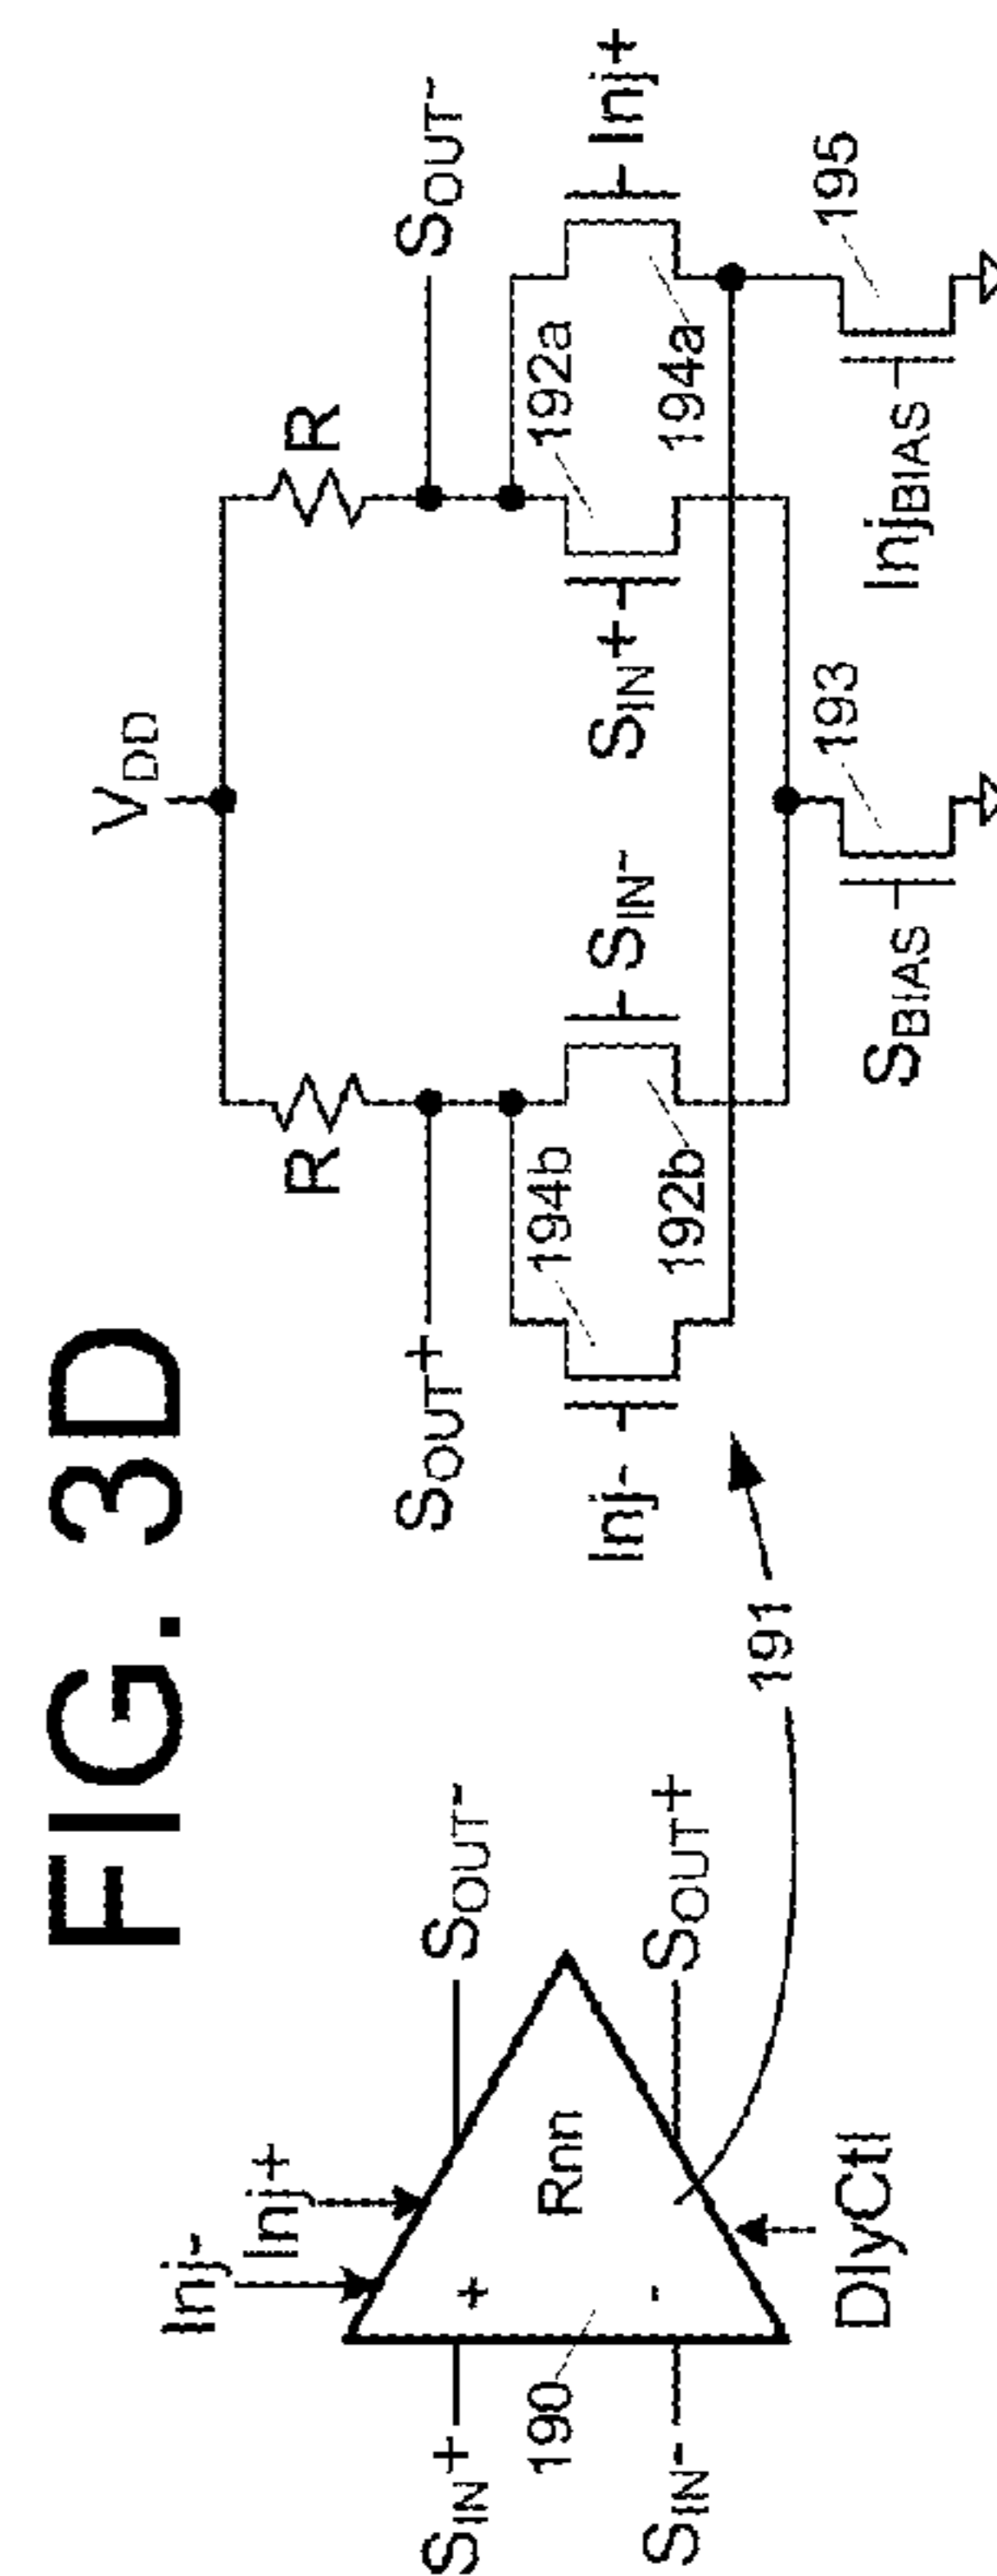 FIG. 3D
Inj-
Inj+
SIN+
SIN-
190
+
-
Rnn
SOUT-
SOUT+
DlyCtl
191
VDD
R
R
SOUT+
SOUT-
194b
192a
Inj-
SIN-
SIN+
Inj+
192b
194a
193
195
SBIAS
InjBIAS